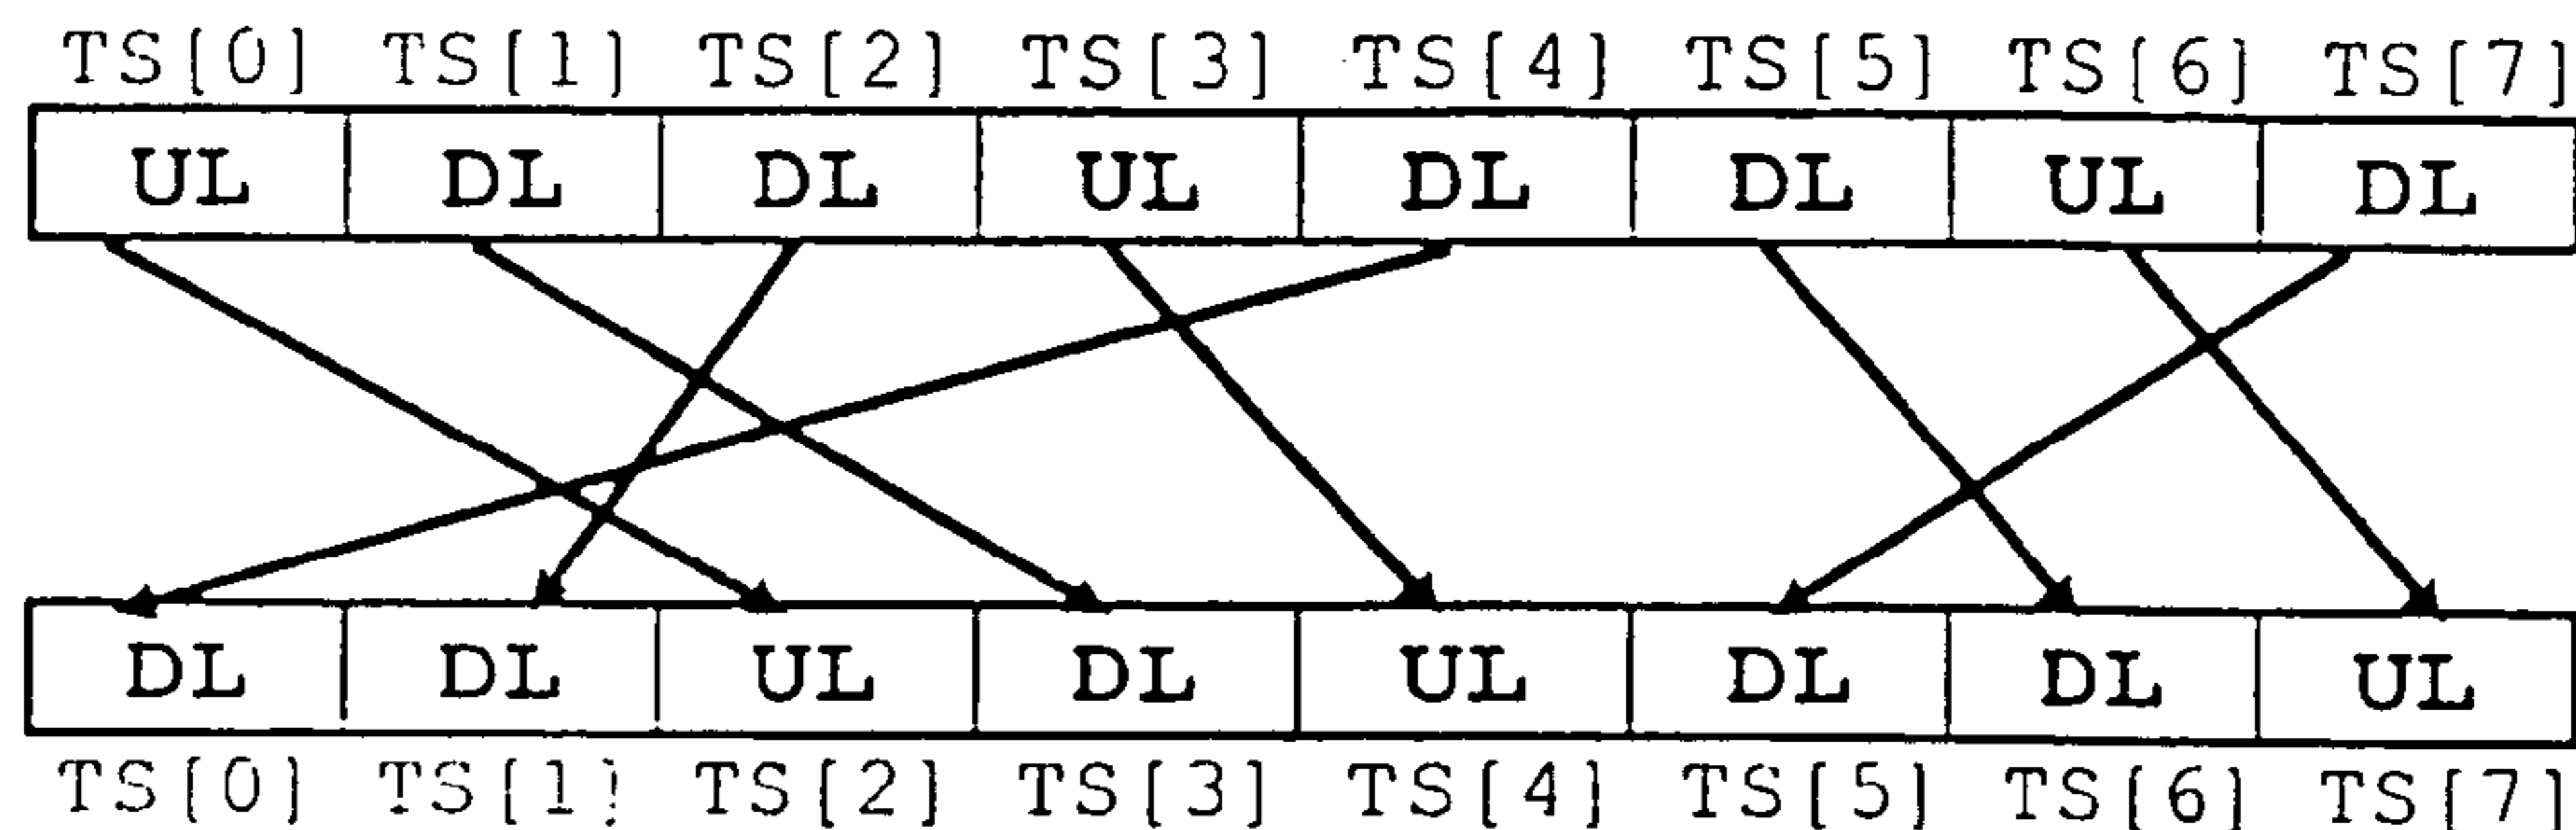 TS[0] TS[1] TS[2] TS[3] TS[4] TS[5] TS[6] TS[7]
UL DL DL UL DL DL UL DL
DL DL UL DL UL DL DL UL
TS[0] TS[1] TS[2] TS[3] TS[4] TS[5] TS[6] TS[7]